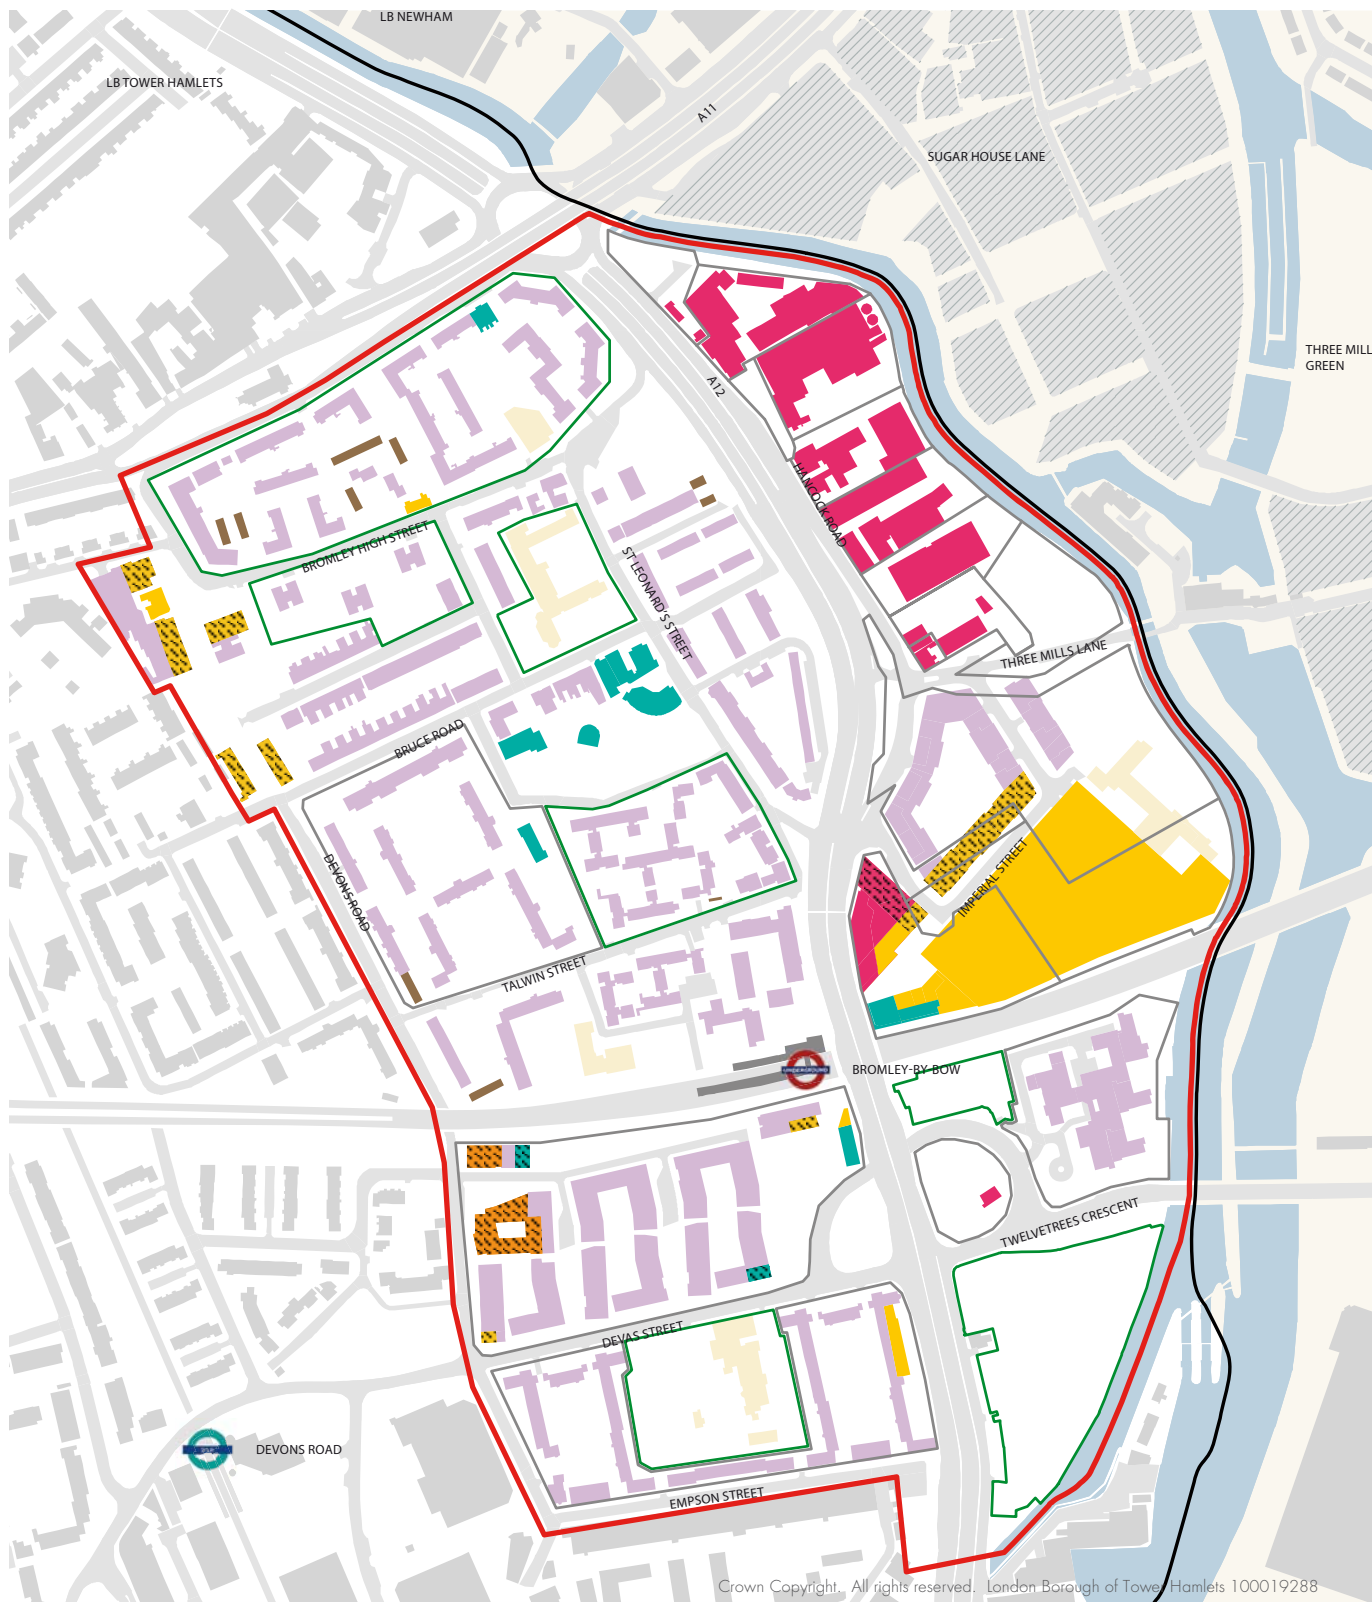 LB NEWHAM
LB TOWER HAMLETS
A11
SUGAR HOUSE LANE
THREE MILL
GREEN
A12
HANCOCK ROAD
BROMLEY HIGH STREET
ST LEONARD'S STREET
THREE MILLS LANE
BRUCE ROAD
DEVONS ROAD
IMPERIAL STREET
TALWIN STREET
UNDERGROUND
BROMLEY-BY-BOW
TWELVETREES CRESCENT
DEVAS STREET
DEVONS ROAD
EMPSON STREET
Crown Copyright. All rights reserved. London Borough of Tower Hamlets 100019288